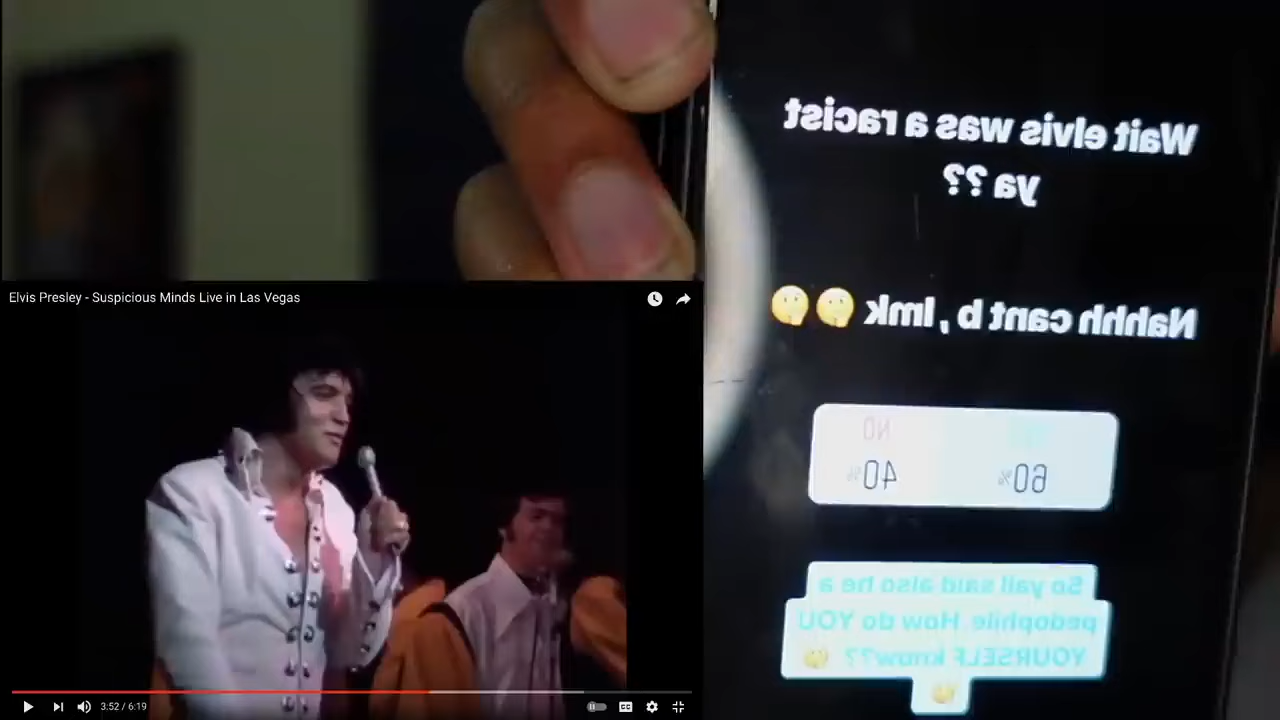 Elvis Presley - Suspicious Minds Live in Las Vegas
3:52 / 6:19
Wait elvis was a racist
ya ??
Nahhh cant b , lmk
NO
60% 40%
So yall said also he a
pedophile. How do YOU
YOURSELF know??